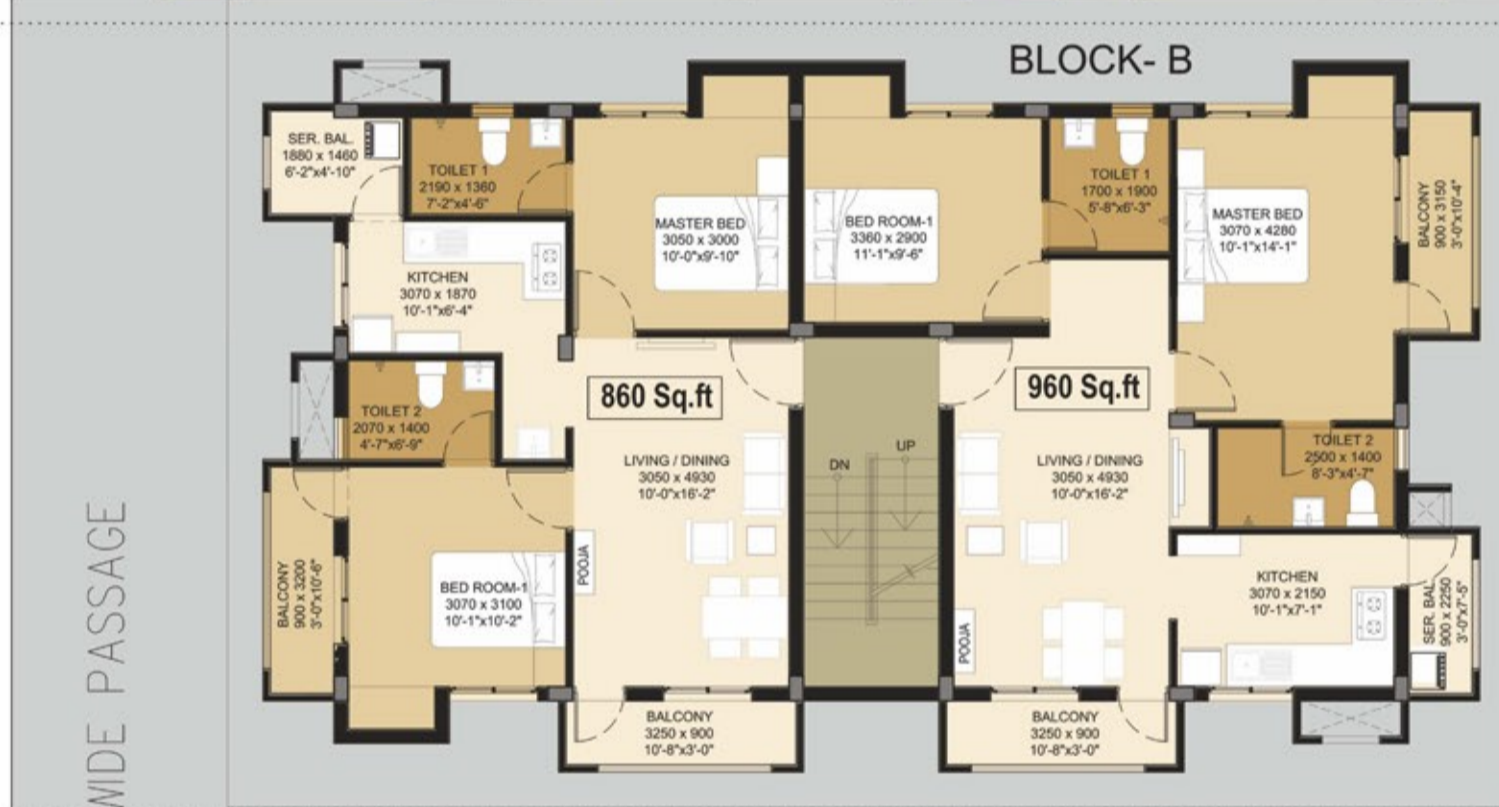 BLOCK- B
SER. BAL.
1880 x 1460
6'-2"x4'-10"
TOILET 1
2190 x 1360
7'-2"x4'-6"
MASTER BED
3050 x 3000
10'-0"x9'-10"
BED ROOM-1
3360 x 2900
11'-1"x9'-6"
TOILET 1
1700 x 1900
5'-8"x6'-3"
MASTER BED
3070 x 4280
10'-1"x14'-1"
BALCONY
900 x 3150
3'-0"x10'-4"
KITCHEN
3070 x 1870
10'-1"x6'-4"
860 Sq.ft
960 Sq.ft
TOILET 2
2070 x 1400
4'-7"x6'-9"
LIVING / DINING
3050 x 4930
10'-0"x16'-2"
DN
UP
LIVING / DINING
3050 x 4930
10'-0"x16'-2"
TOILET 2
2500 x 1400
8'-3"x4'-7"
WIDE PASSAGE
BALCONY
900 x 3200
3'-0"x10'-6"
BED ROOM-1
3070 x 3100
10'-1"x10'-2"
POOJA
POOJA
KITCHEN
3070 x 2150
10'-1"x7'-1"
SER. BAL.
900 x 2250
3'-0"x7'-5"
BALCONY
3250 x 900
10'-8"x3'-0"
BALCONY
3250 x 900
10'-8"x3'-0"